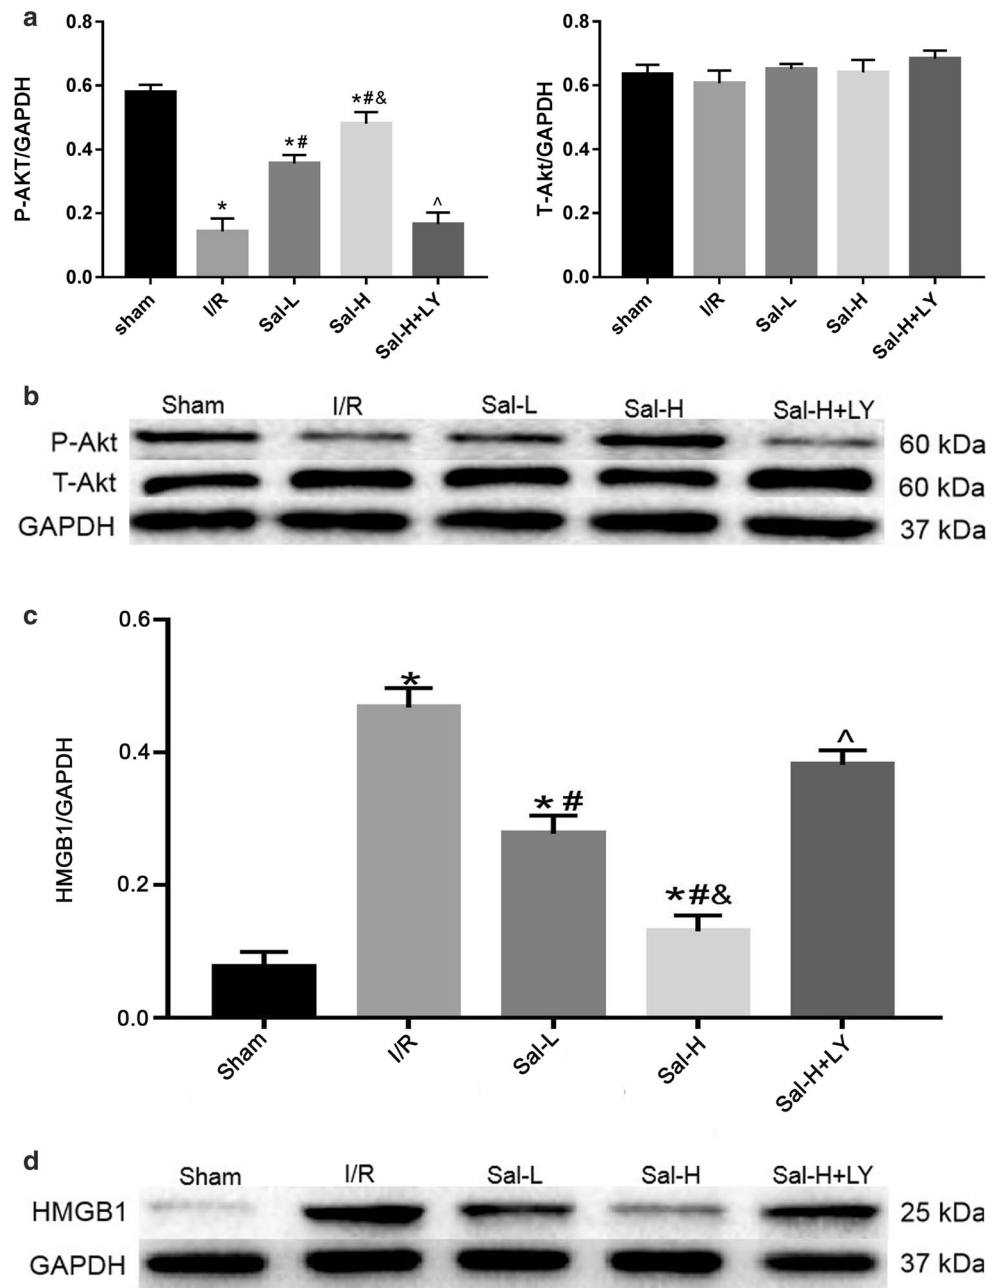 a
0.8
0.6
0.4
0.2
0.0
P-AKT/GAPDH
*
*#
*#&
^
sham
I/R
Sal-L
Sal-H
Sal-H+LY
0.8
0.6
0.4
0.2
0.0
T-Akt/GAPDH
sham
I/R
Sal-L
Sal-H
Sal-H+LY
b
Sham I/R Sal-L Sal-H Sal-H+LY
P-Akt 60 kDa
T-Akt 60 kDa
GAPDH 37 kDa
c
0.6
0.4
0.2
0.0
HMGB1/GAPDH
*
* #
*#&
^
Sham
I/R
Sal-L
Sal-H
Sal-H+LY
d
Sham I/R Sal-L Sal-H Sal-H+LY
HMGB1 25 kDa
GAPDH 37 kDa